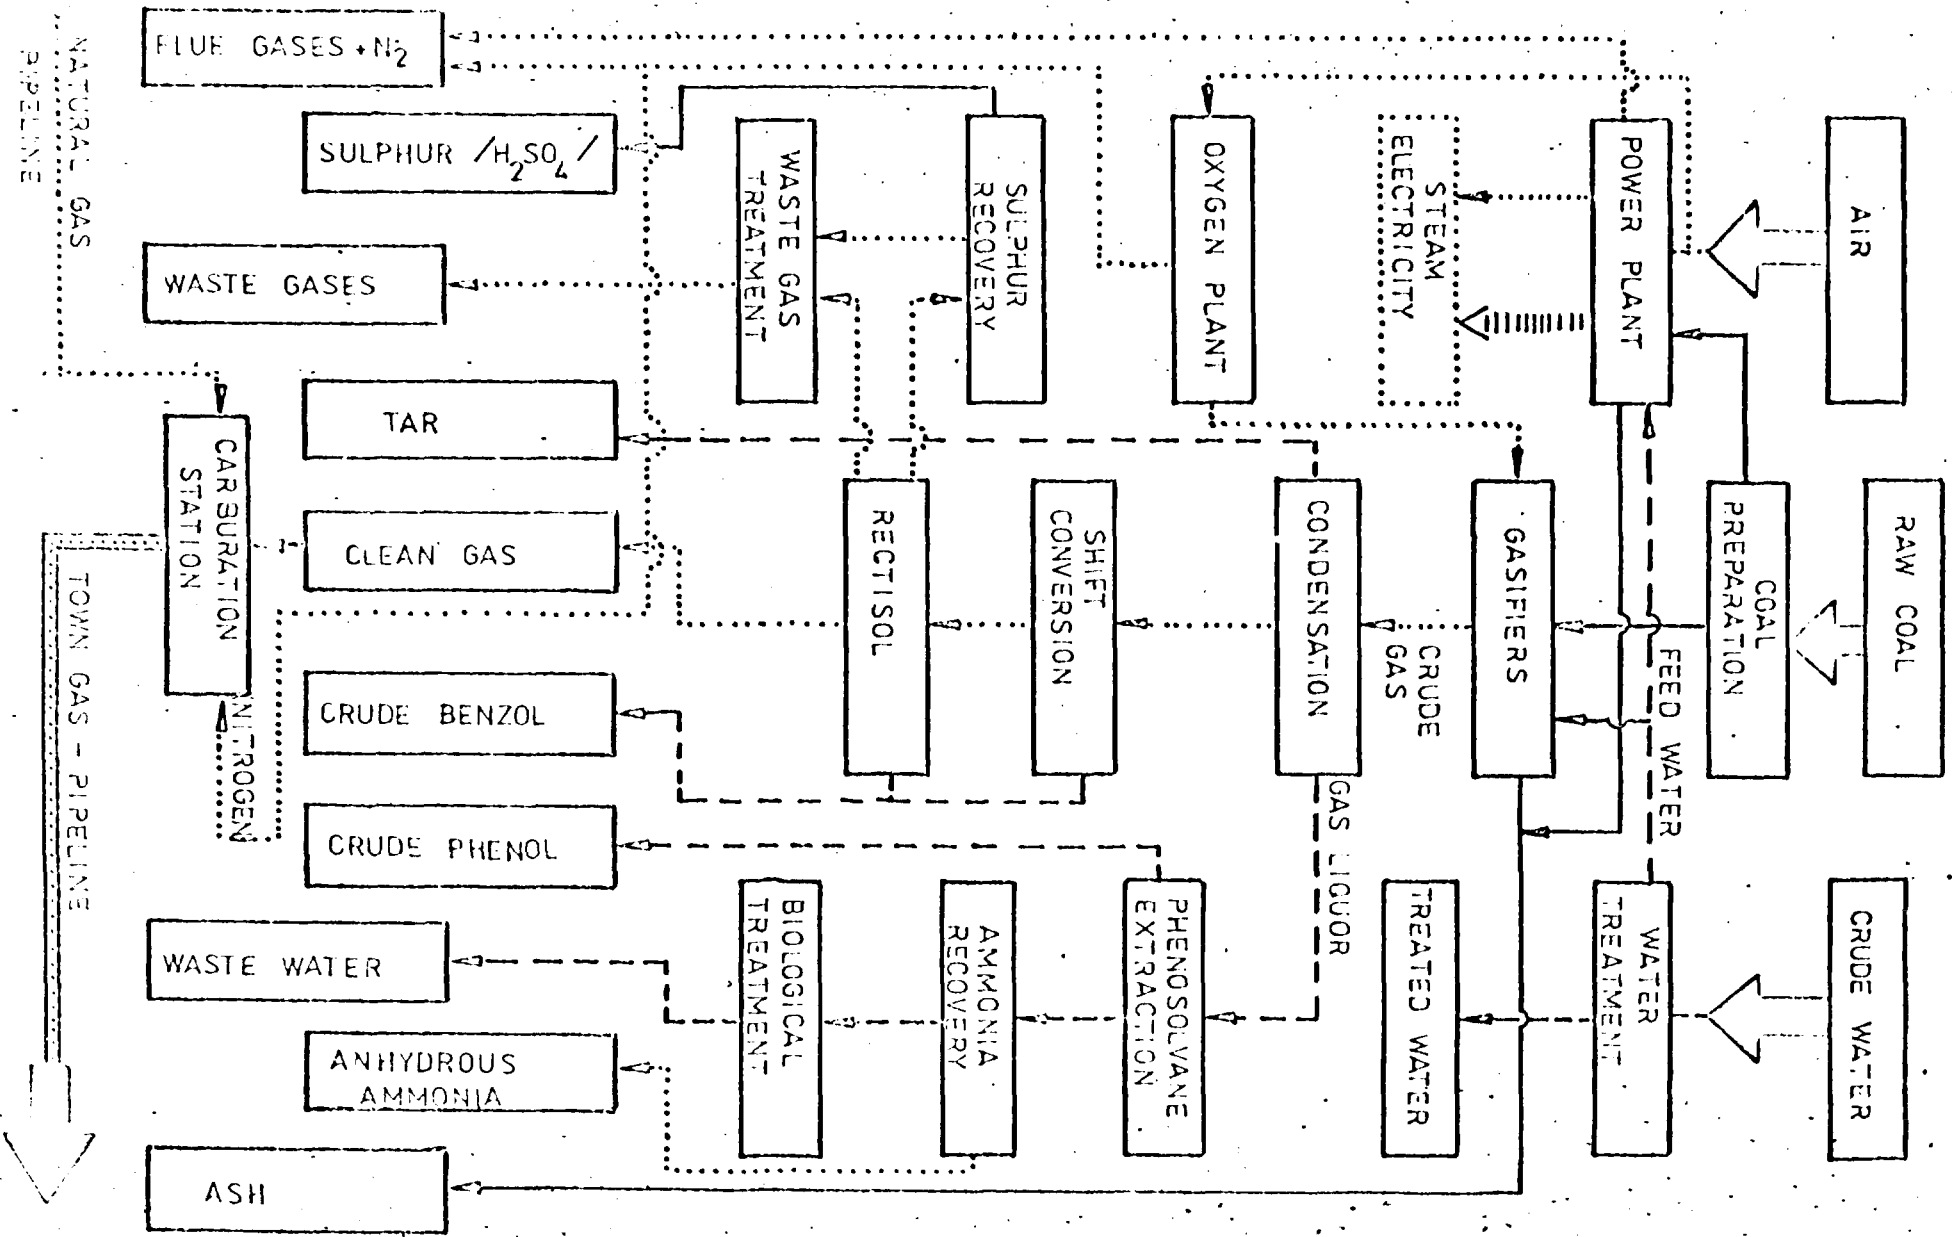 AIR
RAW COAL
CRUDE WATER
POWER PLANT
COAL
PREPARATION
WATER
TREATMENT
FEED WATER
STEAM
ELECTRICITY
GASIFIERS
TREATED WATER
OXYGEN PLANT
CRUDE
GAS
CONDENSATION
GAS LIQUOR
SULPHUR
RECOVERY
SHIFT
CONVERSION
PHENOSOLVANE
EXTRACTION
WASTE GAS
TREATMENT
RECTISOL
AMMONIA
RECOVERY
BIOLOGICAL
TREATMENT
FLUE GASES + N2
SULPHUR /H2SO4/
WASTE GASES
TAR
CLEAN GAS
CRUDE BENZOL
CRUDE PHENOL
WASTE WATER
ANHYDROUS
AMMONIA
ASH
CARBURATION
STATION
NITROGEN
NATURAL GAS
PIPELINE
TOWN GAS - PIPELINE